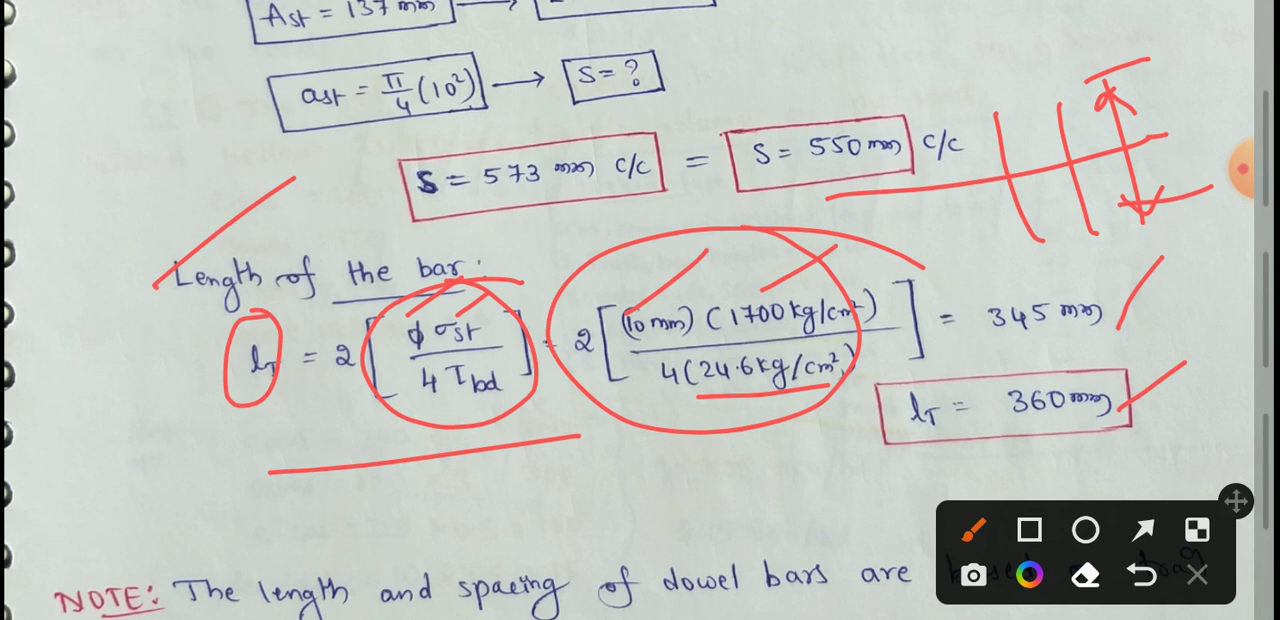 Ast = 137 mm
ast = π/4 (10²) → S = ?
S = 573 mm c/c = S = 550 mm c/c
Length of the bar:
lT = 2 [ϕ σst / 4 τbd] = 2 [(10 mm) (1700 kg/cm²) / 4 (24.6 kg/cm²)] = 345 mm
lT = 360 mm
NOTE: The length and spacing of dowel bars are